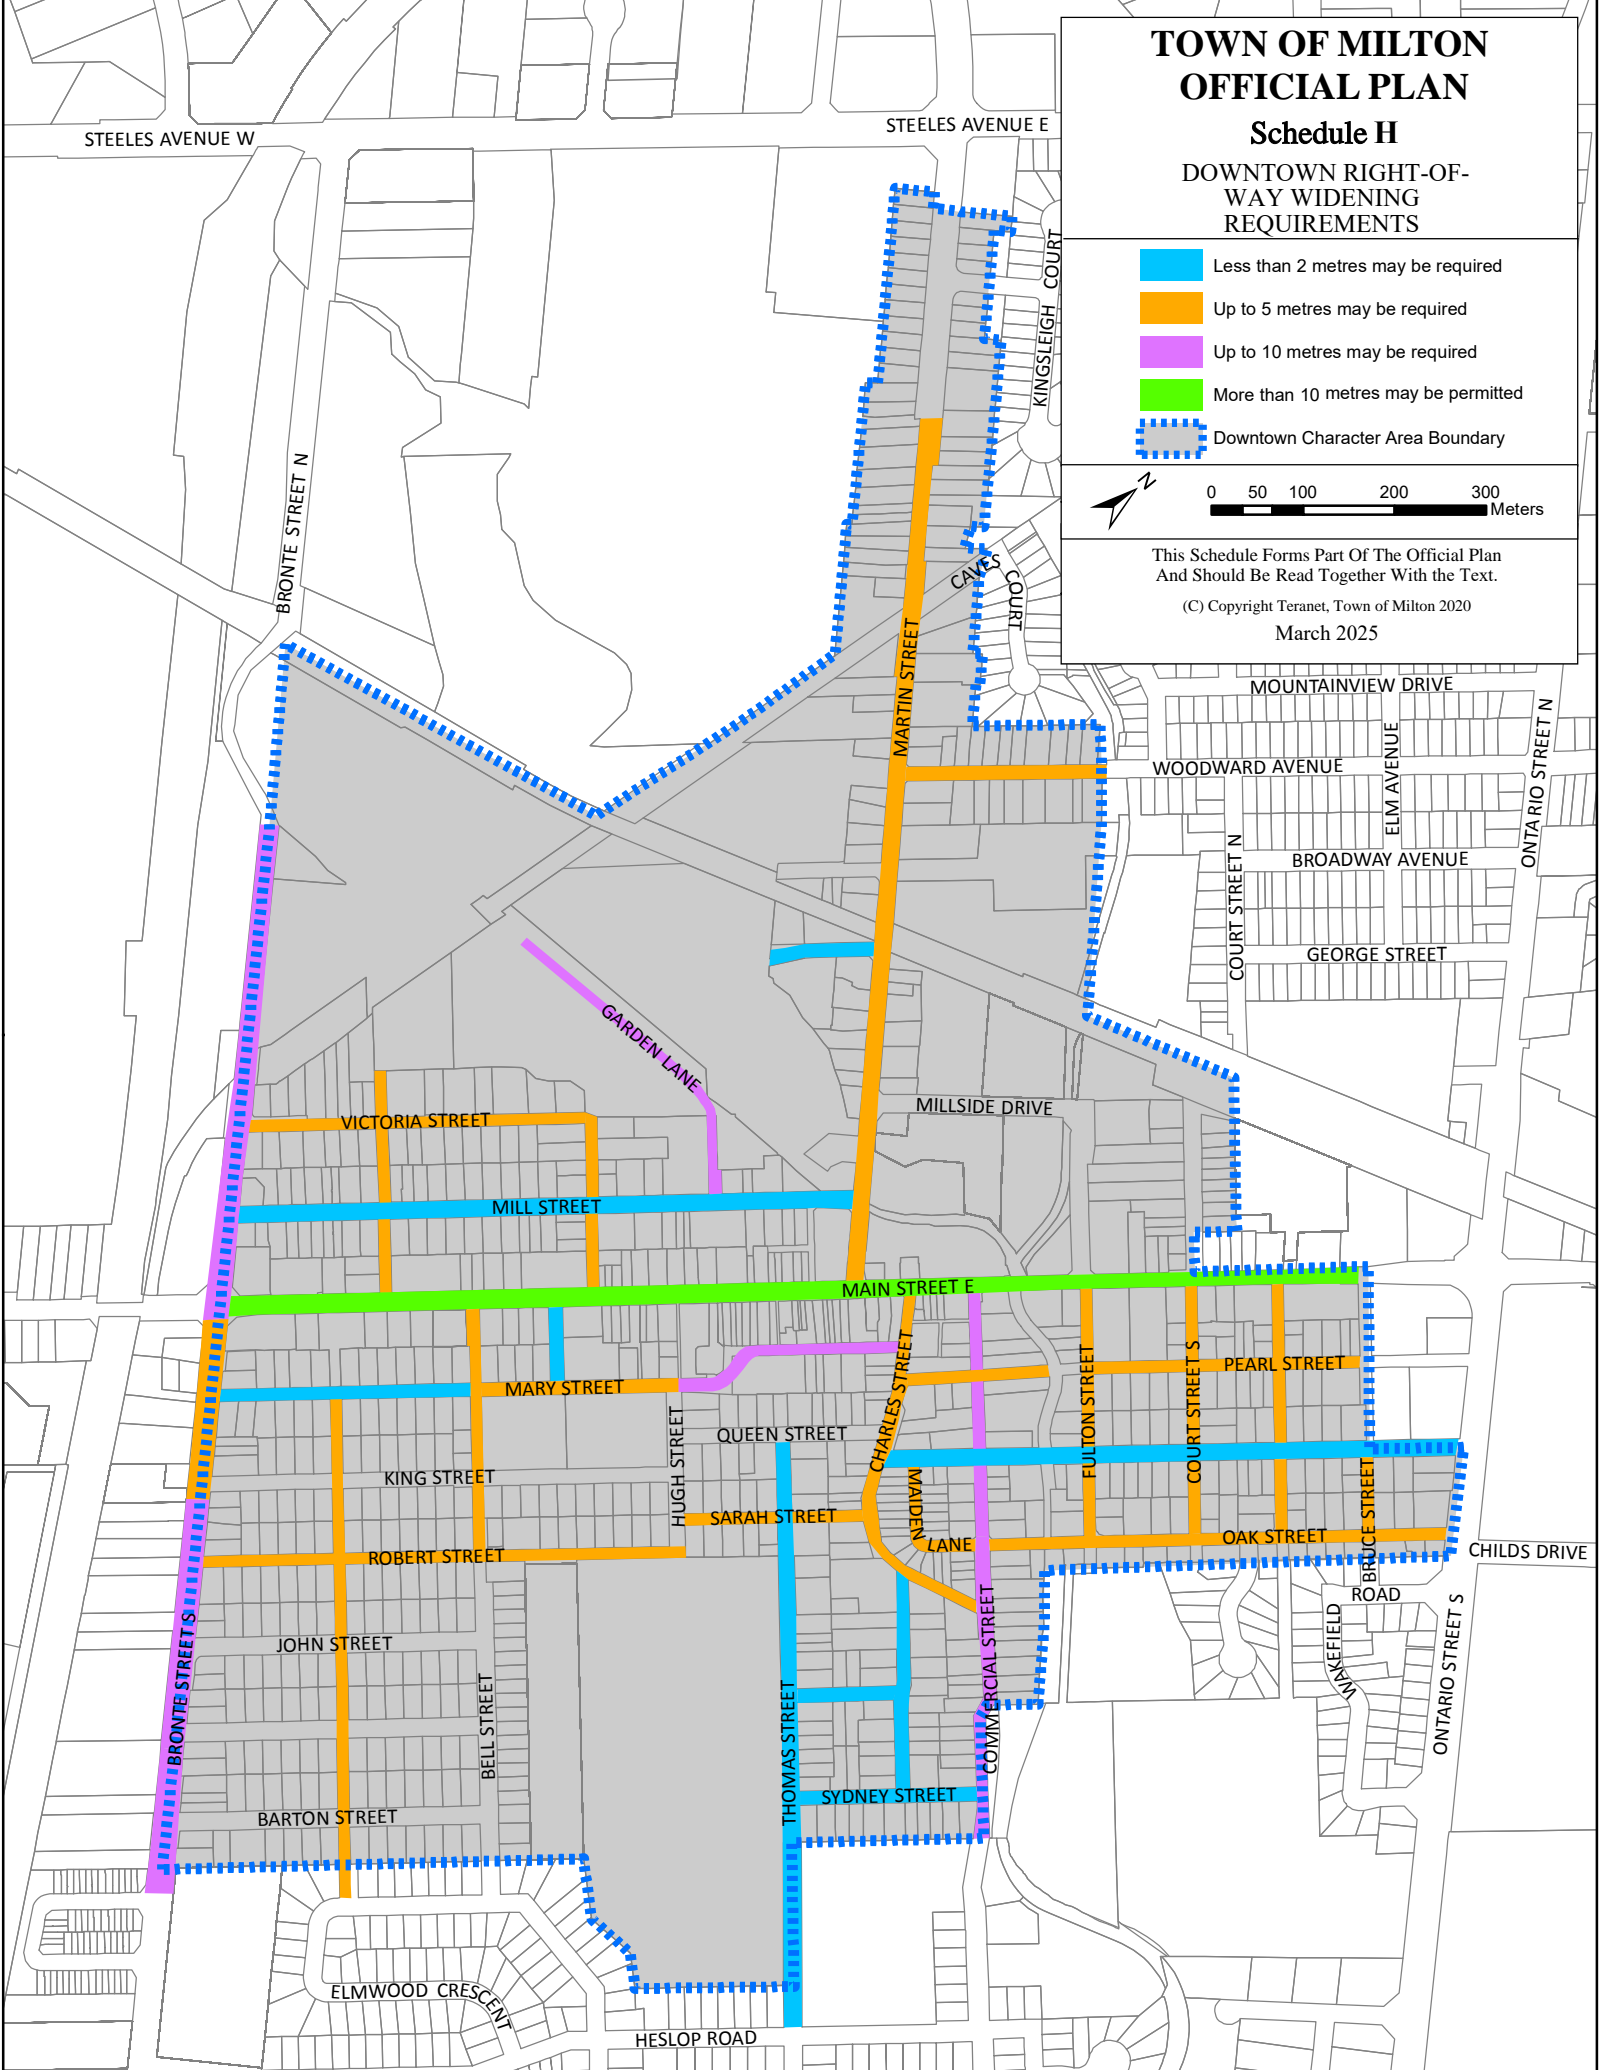 TOWN OF MILTON
OFFICIAL PLAN
Schedule H
DOWNTOWN RIGHT-OF-
WAY WIDENING
REQUIREMENTS
Less than 2 metres may be required
Up to 5 metres may be required
Up to 10 metres may be required
More than 10 metres may be permitted
Downtown Character Area Boundary
N
0 50 100 200 300
Meters
This Schedule Forms Part Of The Official Plan
And Should Be Read Together With the Text.
(C) Copyright Teranet, Town of Milton 2020
March 2025
STEELES AVENUE W
STEELES AVENUE E
KINGSLEIGH COURT
BRONTE STREET N
CAVES COURT
MARTIN STREET
MOUNTAINVIEW DRIVE
WOODWARD AVENUE
ELM AVENUE
ONTARIO STREET N
BROADWAY AVENUE
COURT STREET N
GEORGE STREET
GARDEN LANE
MILLSIDE DRIVE
VICTORIA STREET
MILL STREET
MAIN STREET E
PEARL STREET
MARY STREET
CHARLES STREET
FULTON STREET
COURT STREET S
HUGH STREET
QUEEN STREET
KING STREET
MAIDEN LANE
SARAH STREET
OAK STREET
BRUCE STREET
CHILDS DRIVE
ROBERT STREET
WAKEFIELD ROAD
BRONTE STREET S
JOHN STREET
BELL STREET
THOMAS STREET
COMMERCIAL STREET
ONTARIO STREET S
SYDNEY STREET
BARTON STREET
ELMWOOD CRESCENT
HESLOP ROAD